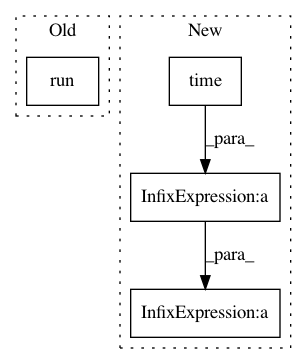 Old
New
run
time
_para_
InfixExpression:a
_para_
InfixExpression:a